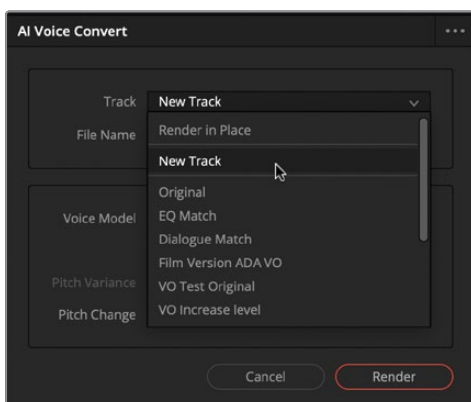 AI Voice Convert
Track New Track
File Name Render in Place
New Track
Original
Voice Model EQ Match
Dialogue Match
Film Version ADA VO
Pitch Variance VO Test Original
Pitch Change VO Increase level
Cancel Render